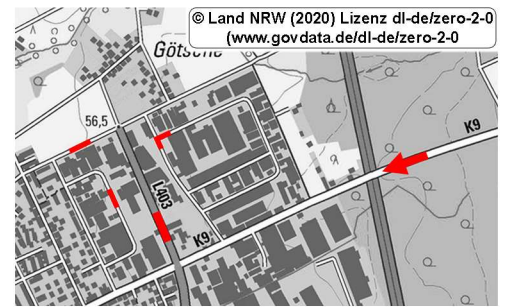 © Land NRW (2020) Lizenz dl-de/zero-2-0
(www.govdata.de/dl-de/zero-2-0
Götsche
56,5
K9
L403
K9